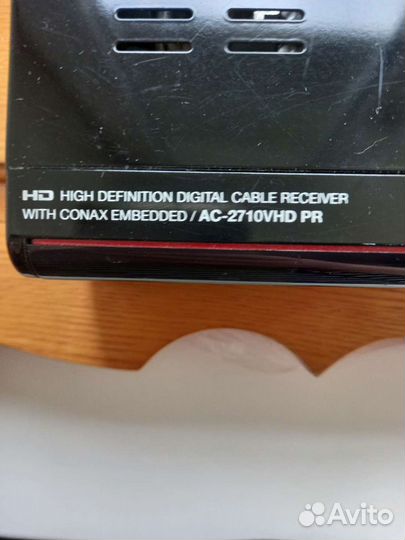 HD HIGH DEFINITION DIGITAL CABLE RECEIVER
WITH CONAX EMBEDDED / AC-2710VHD PR
Avito